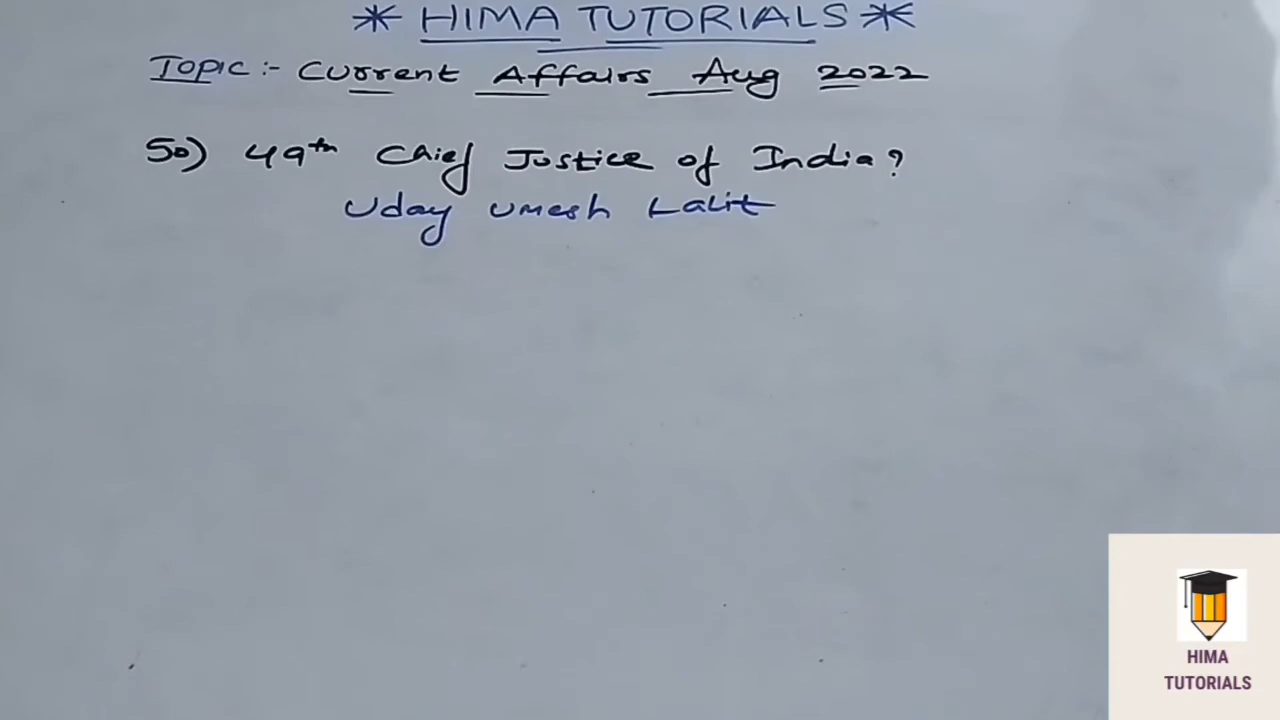 * HIMA TUTORIALS *
Topic :- Current Affairs Aug 2022
50) 49th Chief Justice of India?
Uday Umesh Lalit
HIMA
TUTORIALS